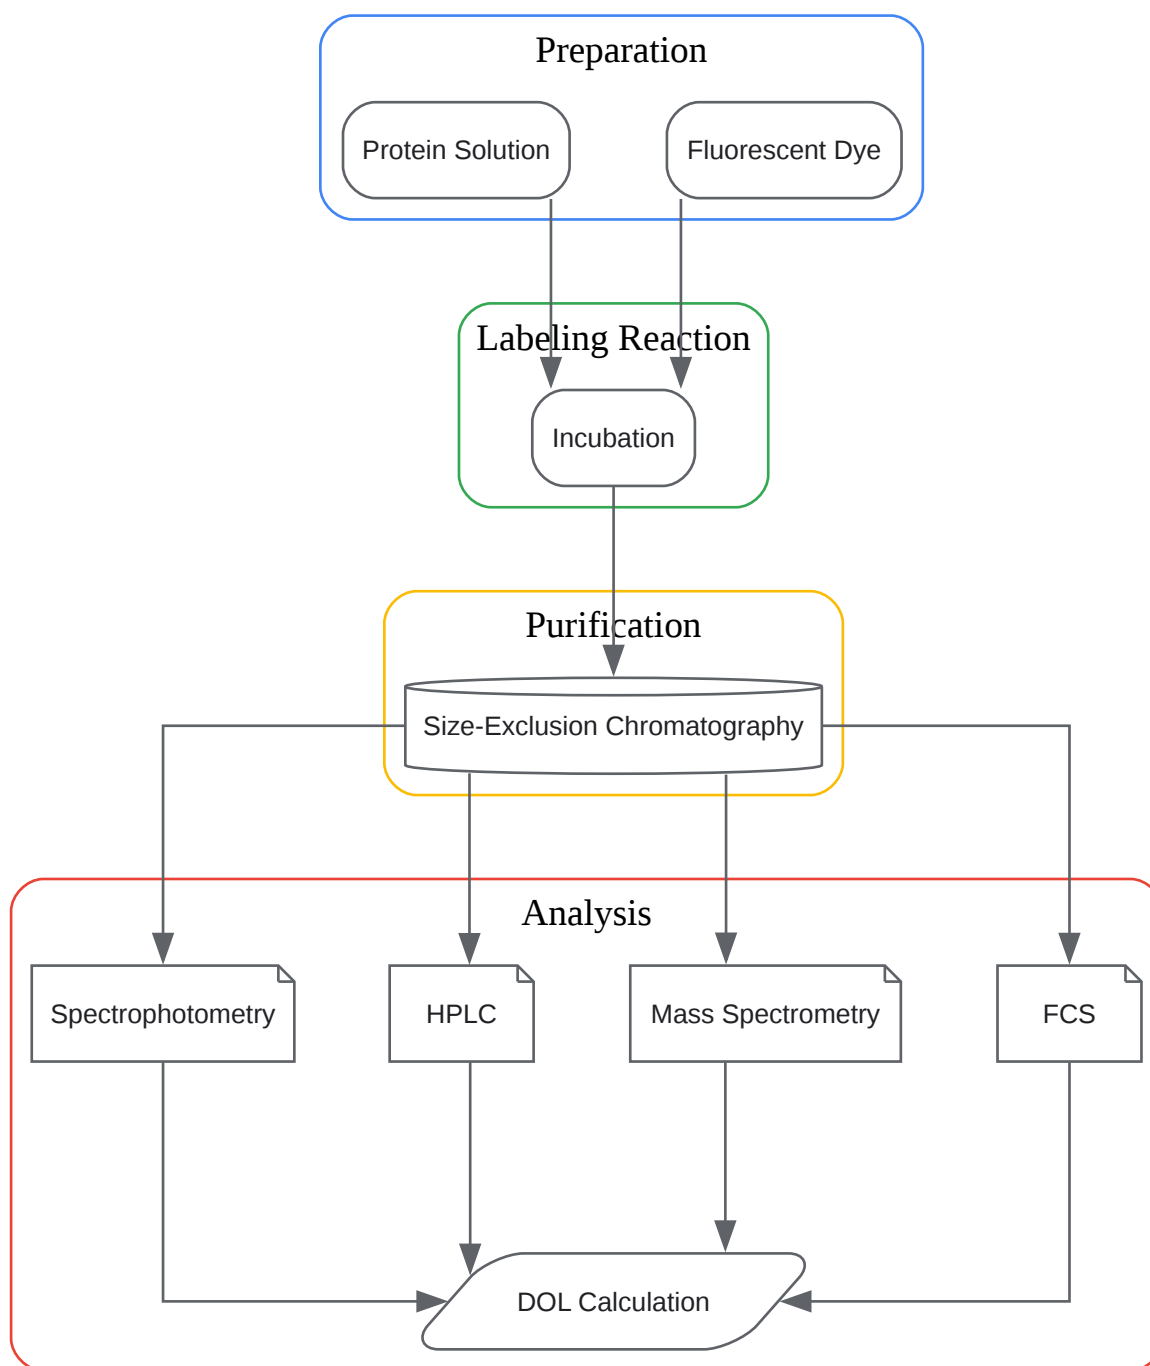 Preparation
Protein Solution
Fluorescent Dye
Labeling Reaction
Incubation
Purification
Size-Exclusion Chromatography
Analysis
Spectrophotometry
HPLC
Mass Spectrometry
FCS
DOL Calculation